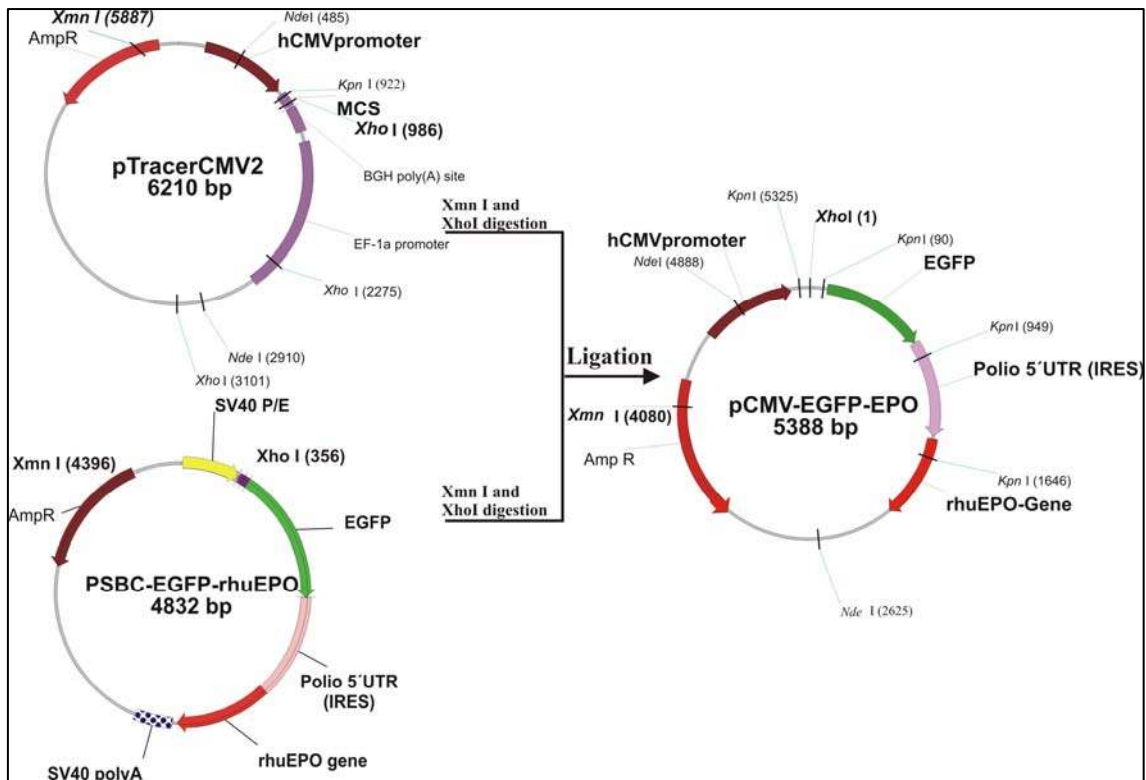 Xmn I (5887)
AmpR
NdeI (485)
hCMVpromoter
Kpn I (922)
MCS
Xho I (986)
pTracerCMV2
6210 bp
BGH poly(A) site
EF-1a promoter
Xho I (2275)
Nde I (2910)
Xho I (3101)
Xmn I and
XhoI digestion
SV40 P/E
Xmn I (4396)
Xho I (356)
AmpR
EGFP
PSBC-EGFP-rhuEPO
4832 bp
Polio 5´UTR
(IRES)
rhuEPO gene
SV40 polyA
Xmn I and
XhoI digestion
Ligation
KpnI (5325)
XhoI (1)
KpnI (90)
hCMVpromoter
NdeI (4888)
EGFP
KpnI (949)
Polio 5´UTR (IRES)
pCMV-EGFP-EPO
5388 bp
Xmn I (4080)
Amp R
Kpn I (1646)
rhuEPO-Gene
Nde I (2625)